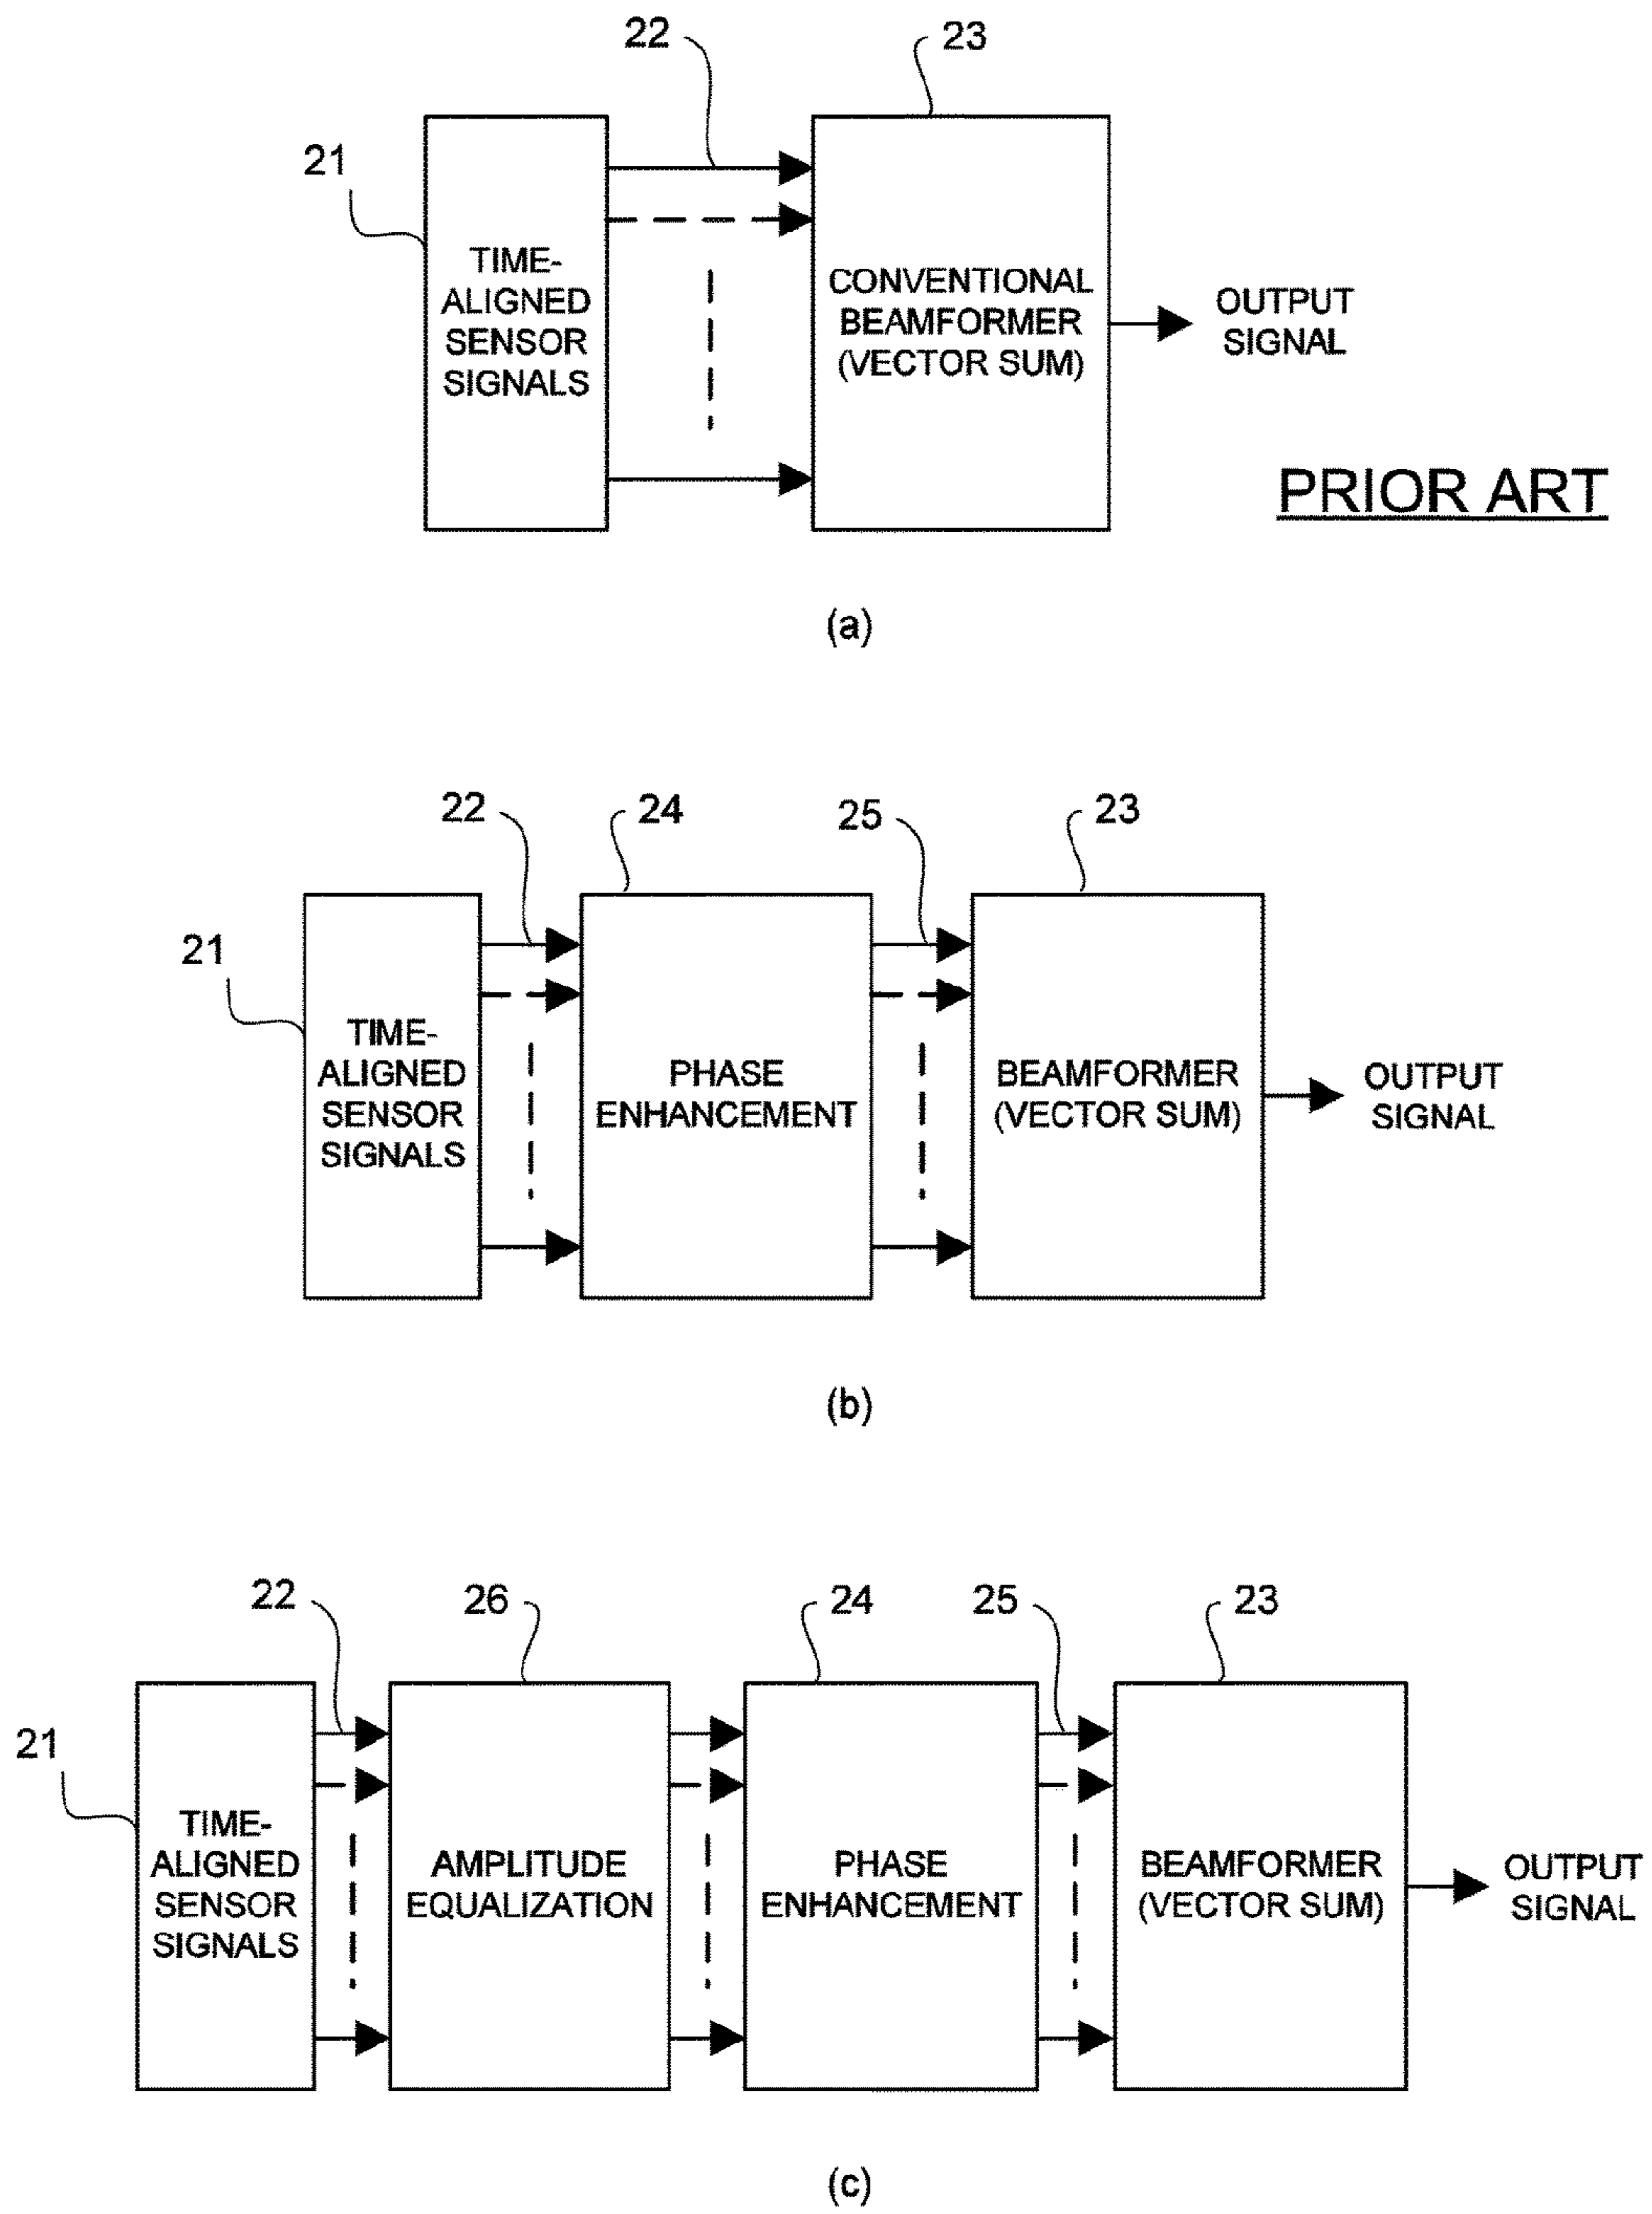 22
23
21
TIME-
ALIGNED
SENSOR
SIGNALS
CONVENTIONAL
BEAMFORMER
(VECTOR SUM)
OUTPUT
SIGNAL
PRIOR ART
(a)
22
24
25
23
21
TIME-
ALIGNED
SENSOR
SIGNALS
PHASE
ENHANCEMENT
BEAMFORMER
(VECTOR SUM)
OUTPUT
SIGNAL
(b)
22
26
24
25
23
21
TIME-
ALIGNED
SENSOR
SIGNALS
AMPLITUDE
EQUALIZATION
PHASE
ENHANCEMENT
BEAMFORMER
(VECTOR SUM)
OUTPUT
SIGNAL
(c)